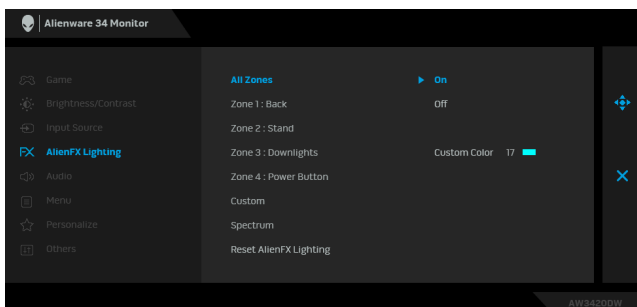 Alienware 34 Monitor
Game
Brightness/Contrast
Input Source
FX AlienFX Lighting
Audio
Menu
Personalize
Others
All Zones On
Zone 1 : Back Off
Zone 2 : Stand
Zone 3 : Downlights Custom Color 17
Zone 4 : Power Button
Custom
Spectrum
Reset AlienFX Lighting
AW3420DW